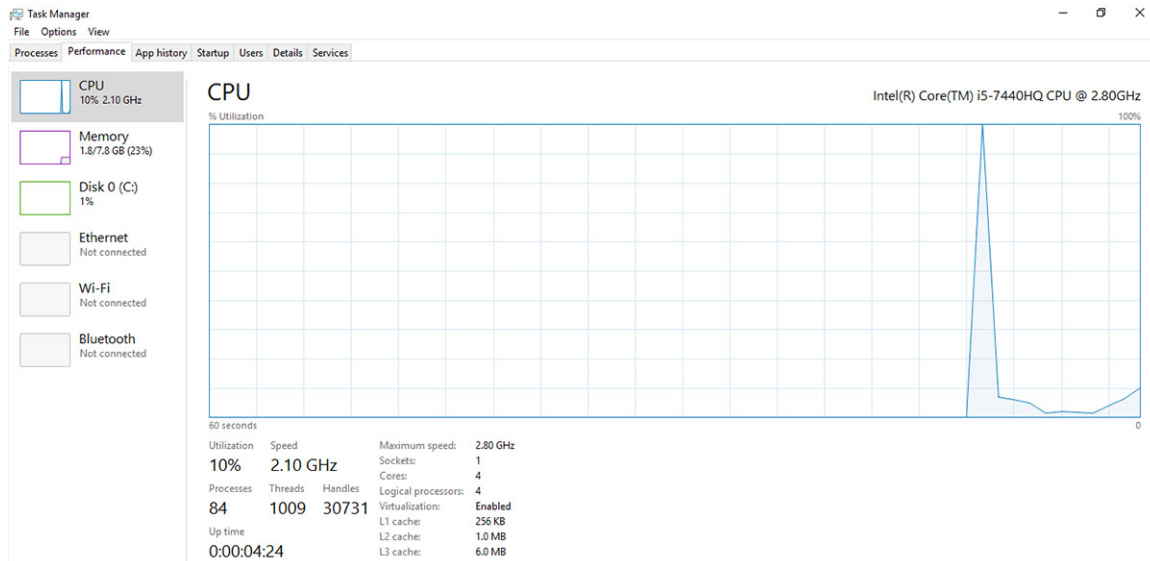 Task Manager
File Options View
Processes Performance App history Startup Users Details Services
CPU
10% 2.10 GHz
Memory
1.8/7.8 GB (23%)
Disk 0 (C:)
1%
Ethernet
Not connected
Wi-Fi
Not connected
Bluetooth
Not connected
CPU
Intel(R) Core(TM) i5-7440HQ CPU @ 2.80GHz
% Utilization 100%
60 seconds 0
Utilization Speed
10% 2.10 GHz
Processes Threads Handles
84 1009 30731
Up time
0:00:04:24
Maximum speed: 2.80 GHz
Sockets: 1
Cores: 4
Logical processors: 4
Virtualization: Enabled
L1 cache: 256 KB
L2 cache: 1.0 MB
L3 cache: 6.0 MB